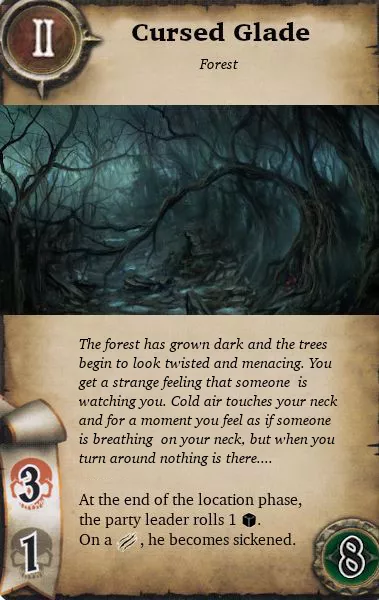 II
Cursed Glade
Forest
The forest has grown dark and the trees
begin to look twisted and menacing. You
get a strange feeling that someone is
watching you. Cold air touches your neck
and for a moment you feel as if someone
is breathing on your neck, but when you
turn around nothing is there....
3
At the end of the location phase,
the party leader rolls 1 .
On a , he becomes sickened.
1
8